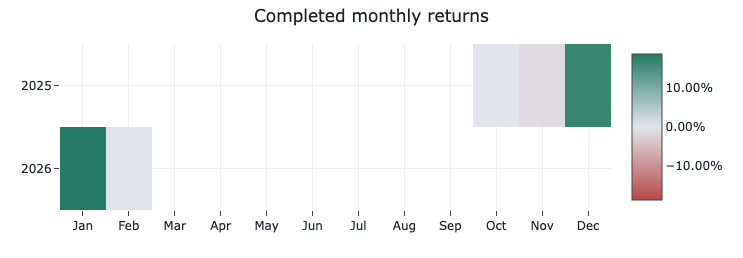 Completed monthly returns
10.00%
2025
0.00%
−10.00%
2026
Jan Feb Mar Apr May Jun Jul Aug Sep Oct Nov Dec